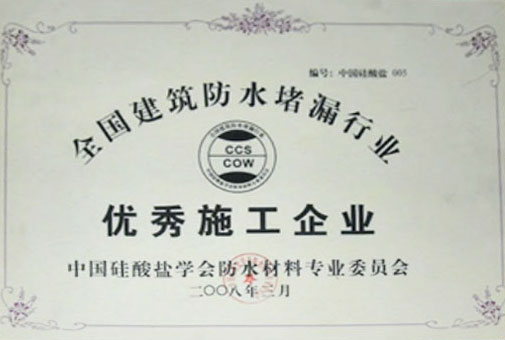 编号：中国硅酸盐 005
全国建筑防水堵漏行业
CCS
COW
优秀施工企业
中国硅酸盐学会防水材料专业委员会
二〇〇八年三月